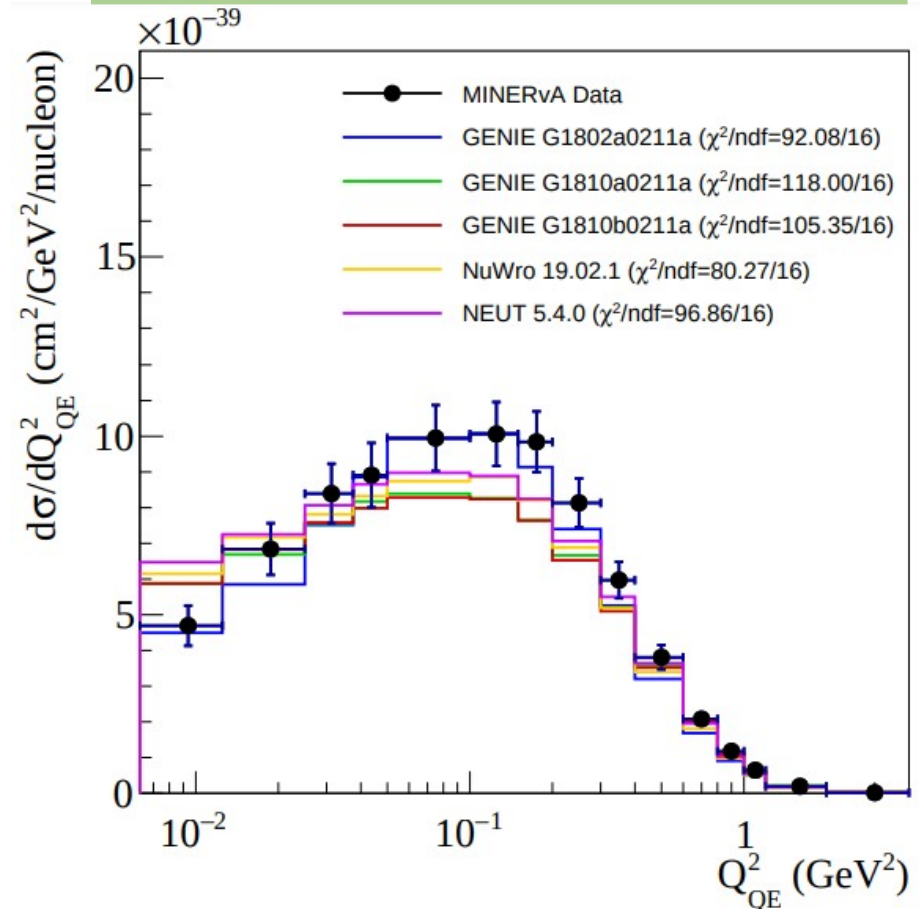 ×10⁻³⁹
20
15
10
5
0
dσ/dQ²QE (cm²/GeV²/nucleon)
MINERvA Data
GENIE G1802a0211a (χ²/ndf=92.08/16)
GENIE G1810a0211a (χ²/ndf=118.00/16)
GENIE G1810b0211a (χ²/ndf=105.35/16)
NuWro 19.02.1 (χ²/ndf=80.27/16)
NEUT 5.4.0 (χ²/ndf=96.86/16)
10⁻² 10⁻¹ 1
Q²QE (GeV²)